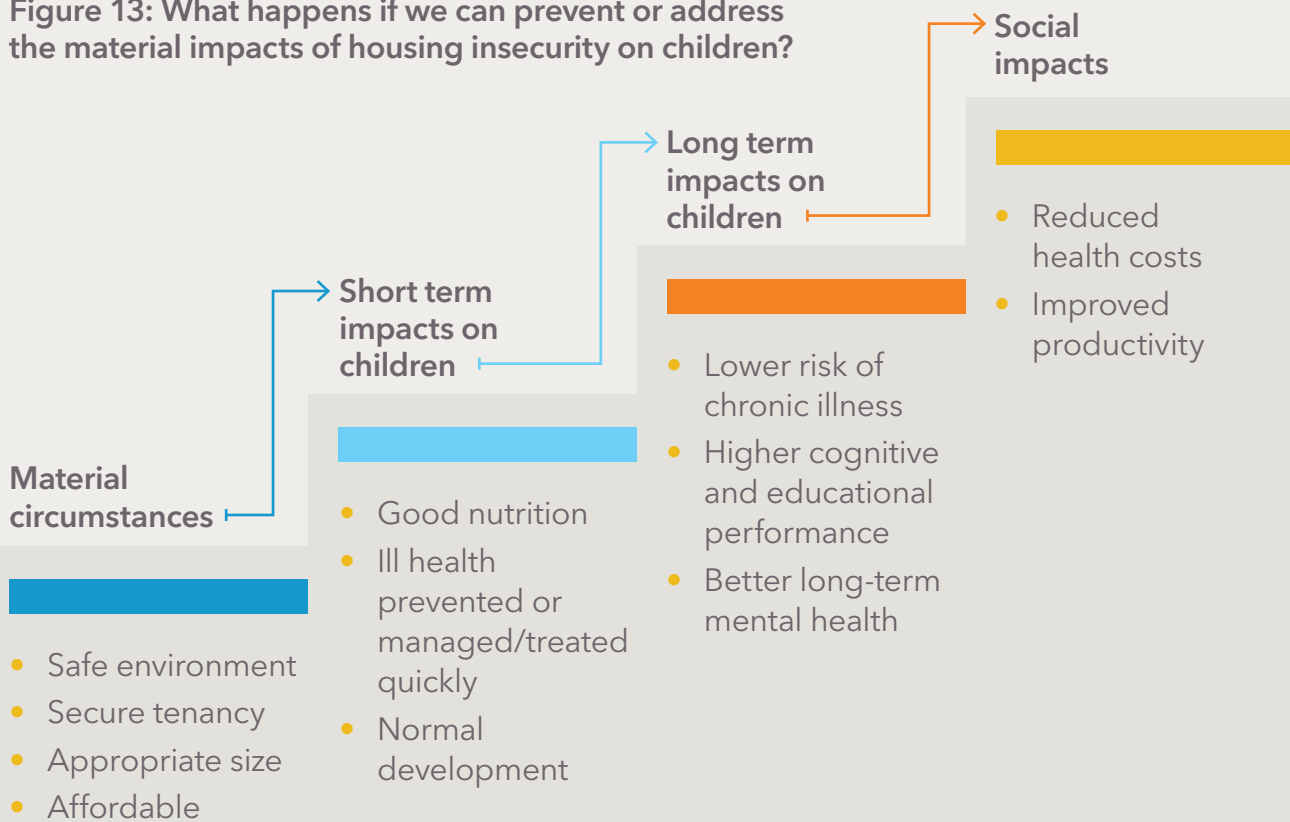 Figure 13: What happens if we can prevent or address
the material impacts of housing insecurity on children?
Material
circumstances
• Safe environment
• Secure tenancy
• Appropriate size
• Affordable
Short term
impacts on
children
• Good nutrition
• Ill health
prevented or
managed/treated
quickly
• Normal
development
Long term
impacts on
children
• Lower risk of
chronic illness
• Higher cognitive
and educational
performance
• Better long-term
mental health
Social
impacts
• Reduced
health costs
• Improved
productivity